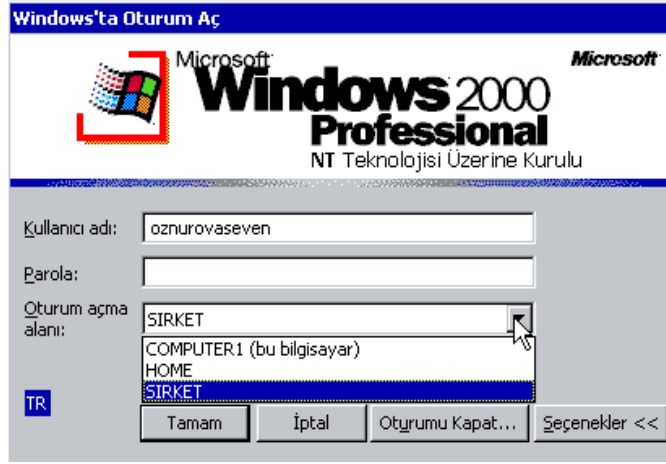 Windows'ta Oturum Aç
Microsoft
Microsoft
Windows 2000
Professional
NT Teknolojisi Üzerine Kurulu
Kullanıcı adı: oznurovaseven
Parola:
Oturum açma alanı: SIRKET
COMPUTER1 (bu bilgisayar)
HOME
SIRKET
TR
Tamam İptal Oturumu Kapat... Seçenekler <<